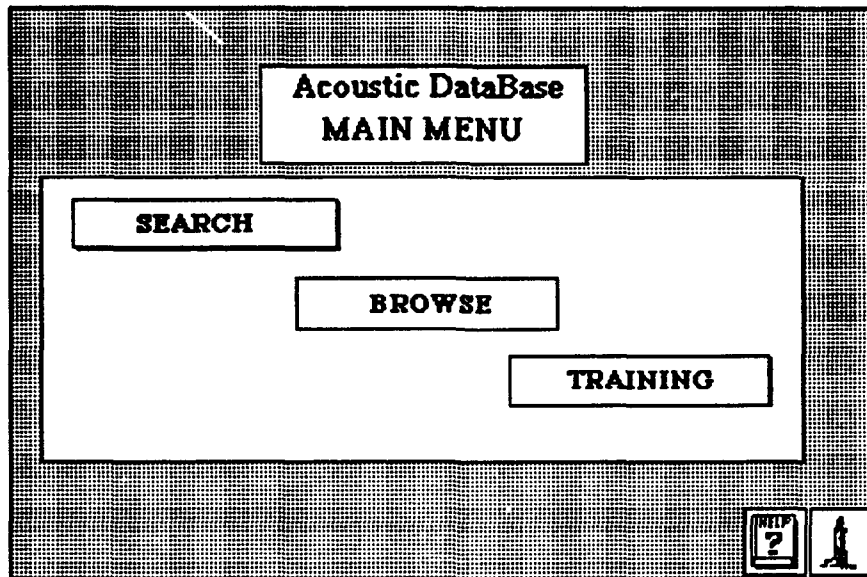 Acoustic DataBase
MAIN MENU
SEARCH
BROWSE
TRAINING
HELP
?